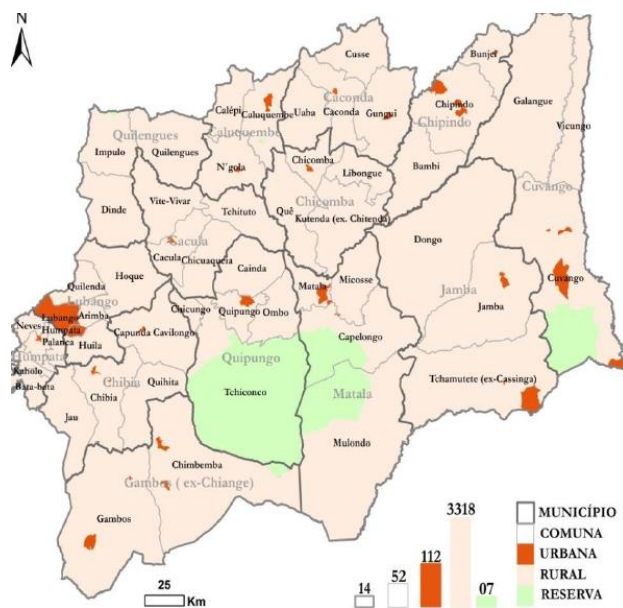 N
Cusse
Bunjei
Calépi
Caluquembe
Caluquembe
Uaba
Caconda
Caconda
Gungui
Chipindo
Chipindo
Galangue
Vicungo
Quilengues
Impulo
Quilengues
N'gola
Chicomba
Libongue
Bambi
Cuvango
Dinde
Vite-Vivar
Tchituto
Quê
Chicomba
Kutenda (ex. Chitenda)
Sacula
Cacula
Chicuaqueia
Dongo
Hoque
Cainda
Matala
Micosse
Cuvango
Quilenda
Lubango
Lubango
Arimba
Chicungo
Quipungo
Ombo
Jamba
Jamba
Neves
Humpata
Palanca
Huila
Capunda
Cavilongo
Capelongo
Humpata
Quipungo
Kaholo
Bata-bata
Chibia
Chibia
Quihita
Tchiconco
Matala
Tchamutete (ex-Cassinga)
Jau
Mulondo
Chimbemba
Gambos ( ex-Chiange)
Gambos
25
Km
14
52
112
3318
07
MUNICÍPIO
COMUNA
URBANA
RURAL
RESERVA